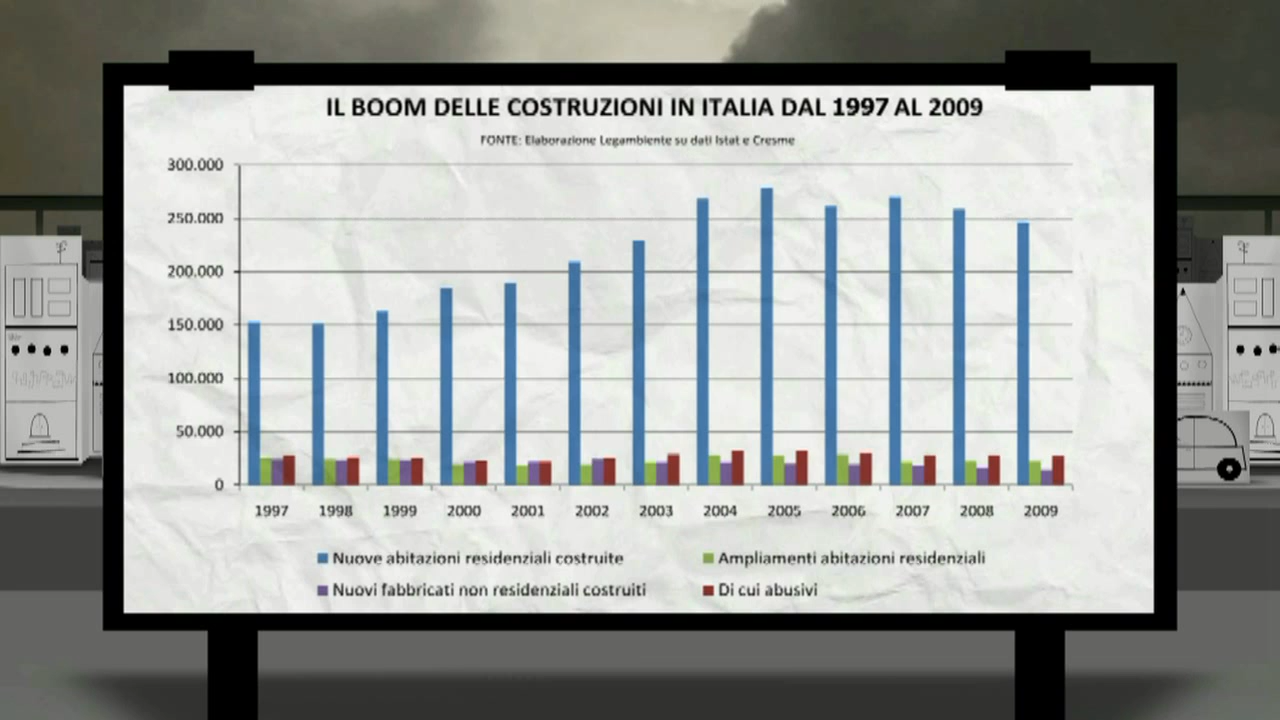 IL BOOM DELLE COSTRUZIONI IN ITALIA DAL 1997 AL 2009
FONTE: Elaborazione Legambiente su dati Istat e Cresme
300.000
250.000
200.000
150.000
100.000
50.000
0
1997 1998 1999 2000 2001 2002 2003 2004 2005 2006 2007 2008 2009
Nuove abitazioni residenziali costruite Ampliamenti abitazioni residenziali
Nuovi fabbricati non residenziali costruiti Di cui abusivi